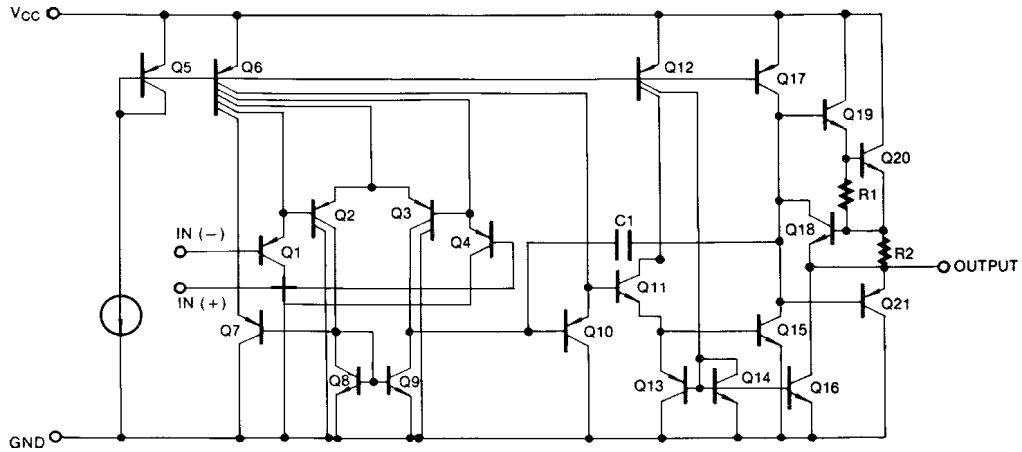 VCC
Q5
Q6
Q12
Q17
Q19
Q20
R1
Q2
Q3
Q4
C1
Q18
IN (−)
Q1
R2
OUTPUT
Q11
IN (+)
Q7
Q10
Q15
Q21
Q8
Q9
Q13
Q14
Q16
GND